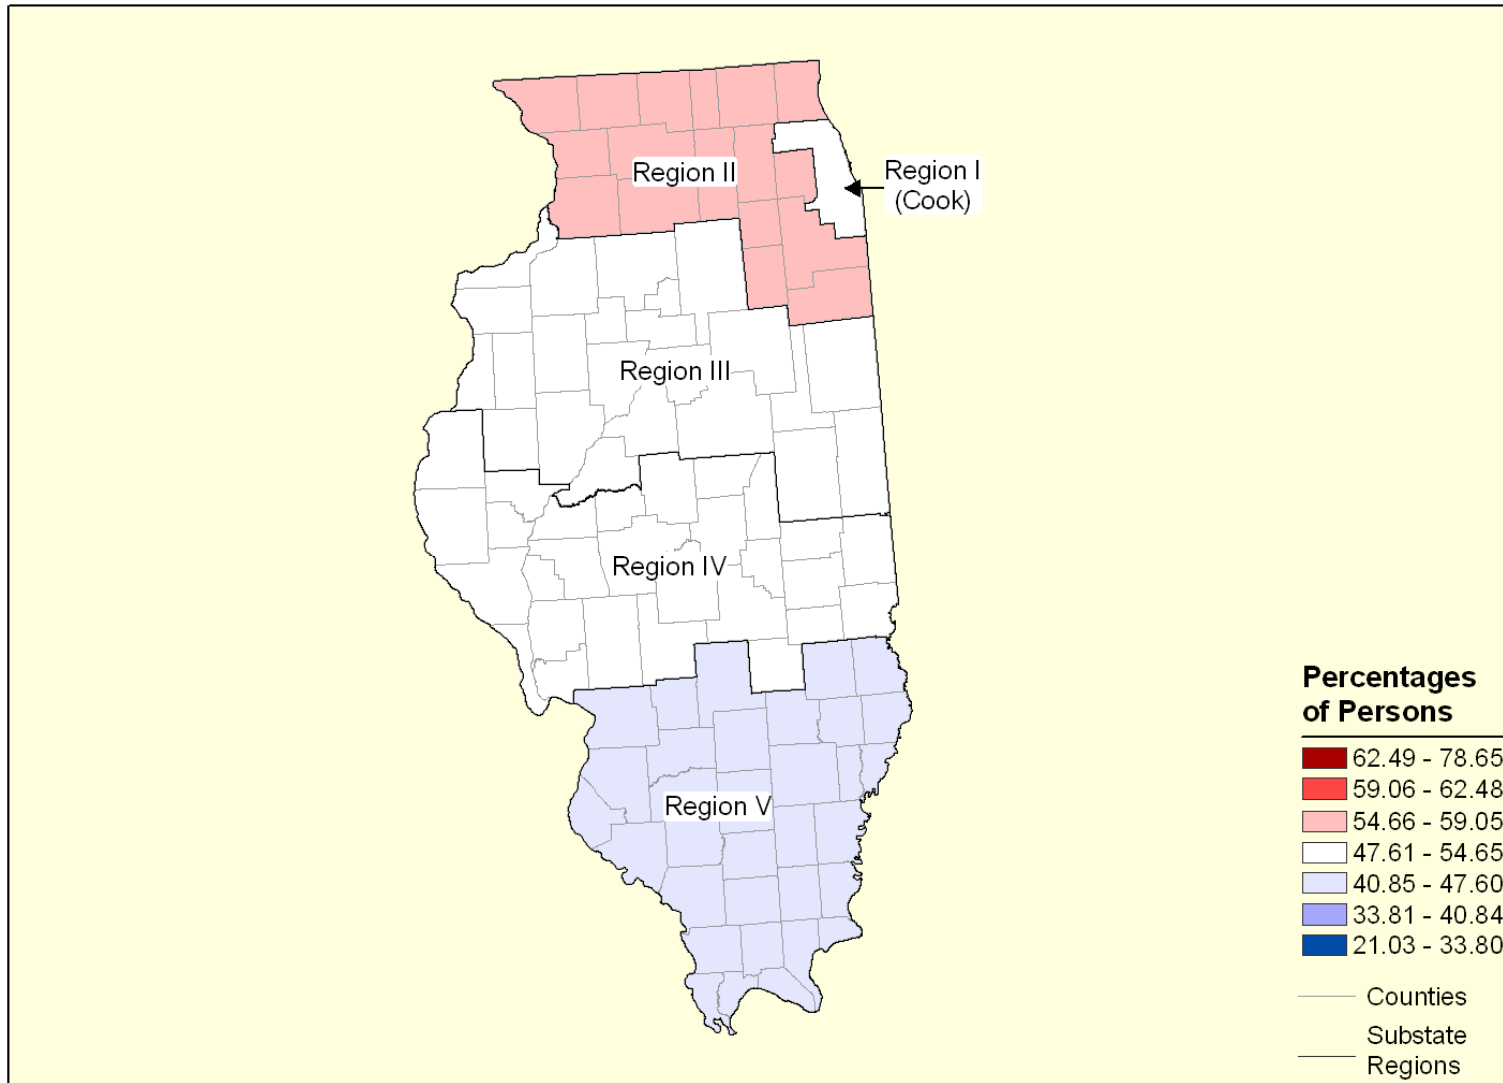 Region II
Region I
(Cook)
Region III
Region IV
Region V
Percentages
of Persons
62.49 - 78.65
59.06 - 62.48
54.66 - 59.05
47.61 - 54.65
40.85 - 47.60
33.81 - 40.84
21.03 - 33.80
Counties
Substate
Regions